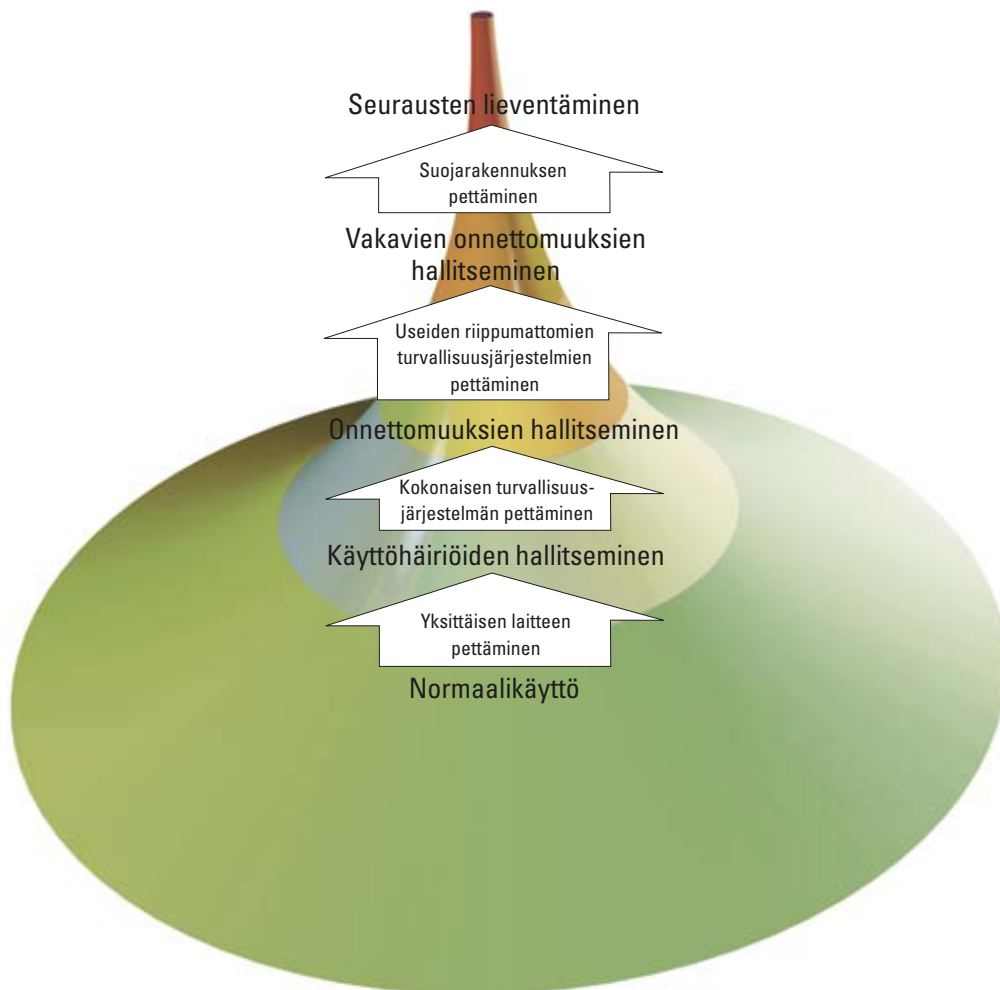 Seurausten lieventäminen
Suojarakennuksen
pettäminen
Vakavien onnettomuuksien
hallitseminen
Useiden riippumattomien
turvallisuusjärjestelmien
pettäminen
Onnettomuuksien hallitseminen
Kokonaisen turvallisuus-
järjestelmän pettäminen
Käyttöhäiriöiden hallitseminen
Yksittäisen laitteen
pettäminen
Normaalikäyttö